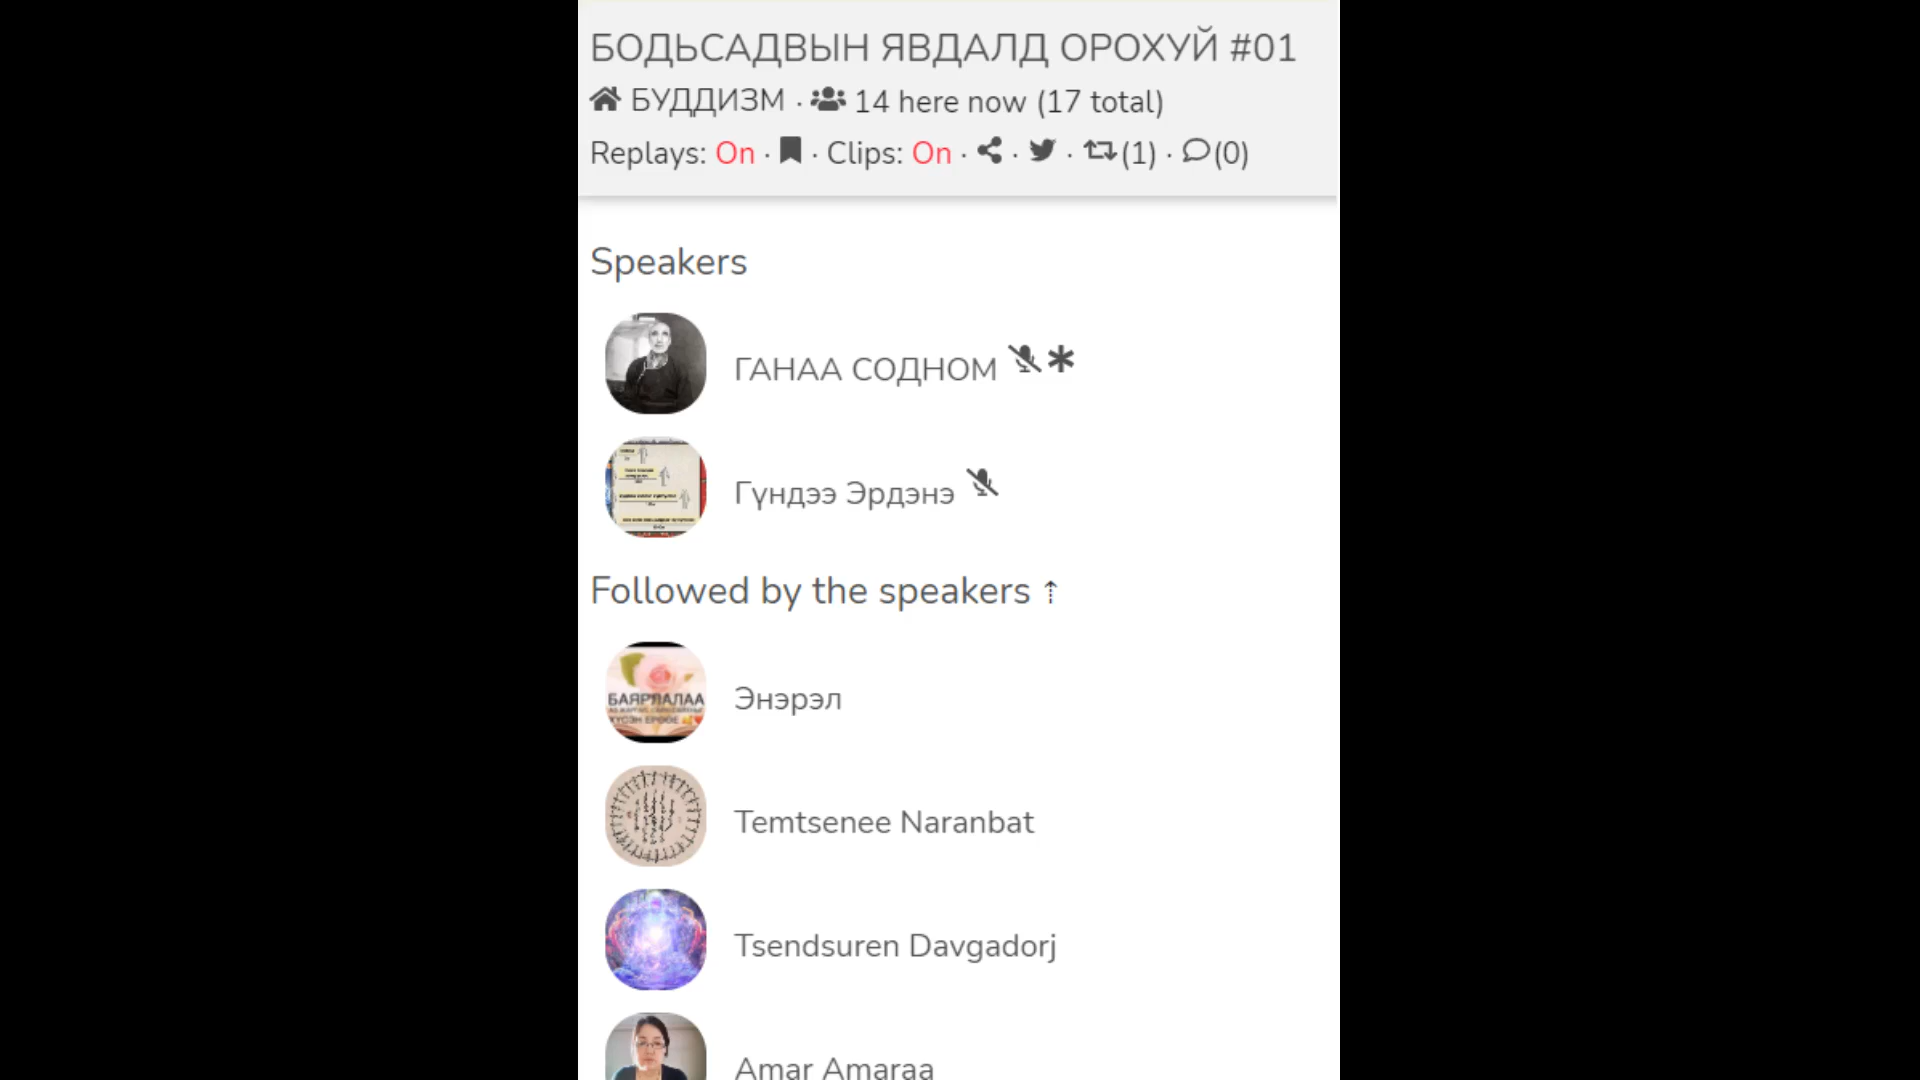 БОДЬСАДВЫН ЯВДАЛД ОРОХУЙ #01
БУДДИЗМ · 14 here now (17 total)
Replays: On · · Clips: On · · · (1) · (0)
Speakers
ГАНАА СОДНОМ
Гүндээ Эрдэнэ
Followed by the speakers ⇡
БАЯРЛАЛАА
Энэрэл
Temtsenee Naranbat
Tsendsuren Davgadorj
Amar Amaraa